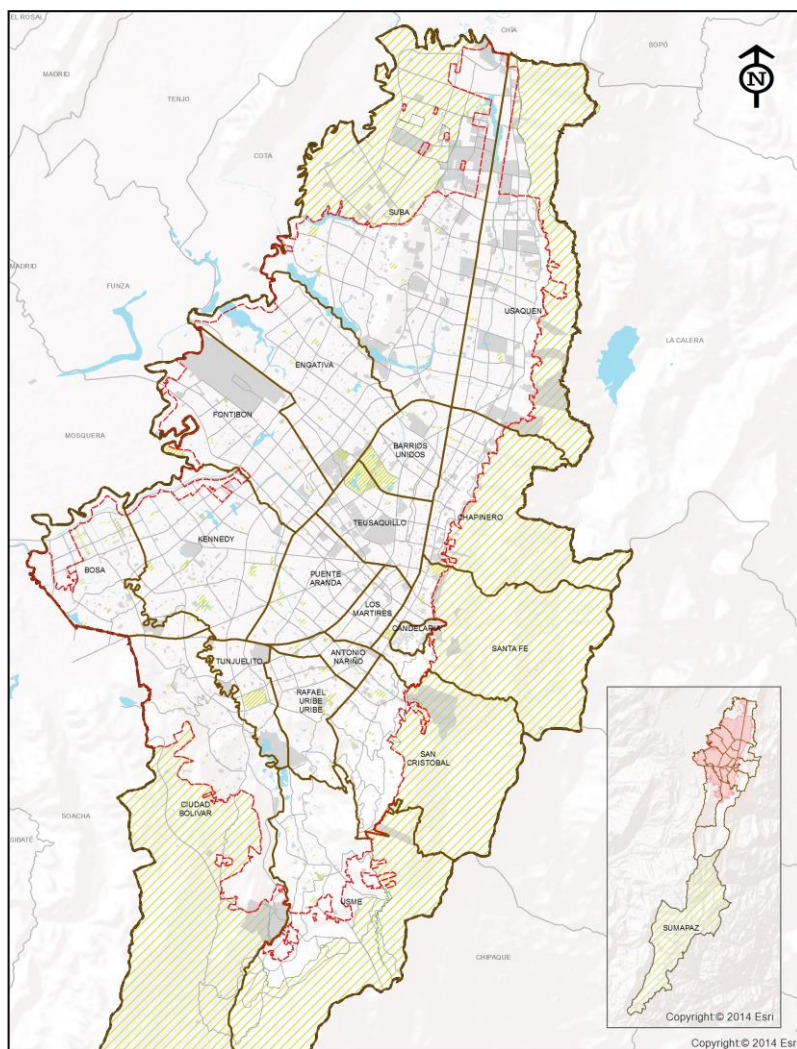 EL ROSAL
CHÍA
SOPÓ
MADRID
TENJO
N
COTA
SUBA
MADRID
FUNZA
USAQUEN
LA CALERA
ENGATIVA
FONTIBON
MOSQUERA
BARRIOS
UNIDOS
CHAPINERO
TEUSAQUILLO
KENNEDY
BOSA
PUENTE
ARANDA
LOS
MARTIRES
CANDELARIA
SANTA FE
ANTONIO
NARIÑO
TUNJUELITO
RAFAEL
URIBE
URIBE
SAN
CRISTOBAL
CIUDAD
BOLIVAR
SOACHA
SIBATÉ
USME
SUMAPAZ
CHIPAQUE
Copyright:© 2014 Esri
Copyright:© 2014 Esri